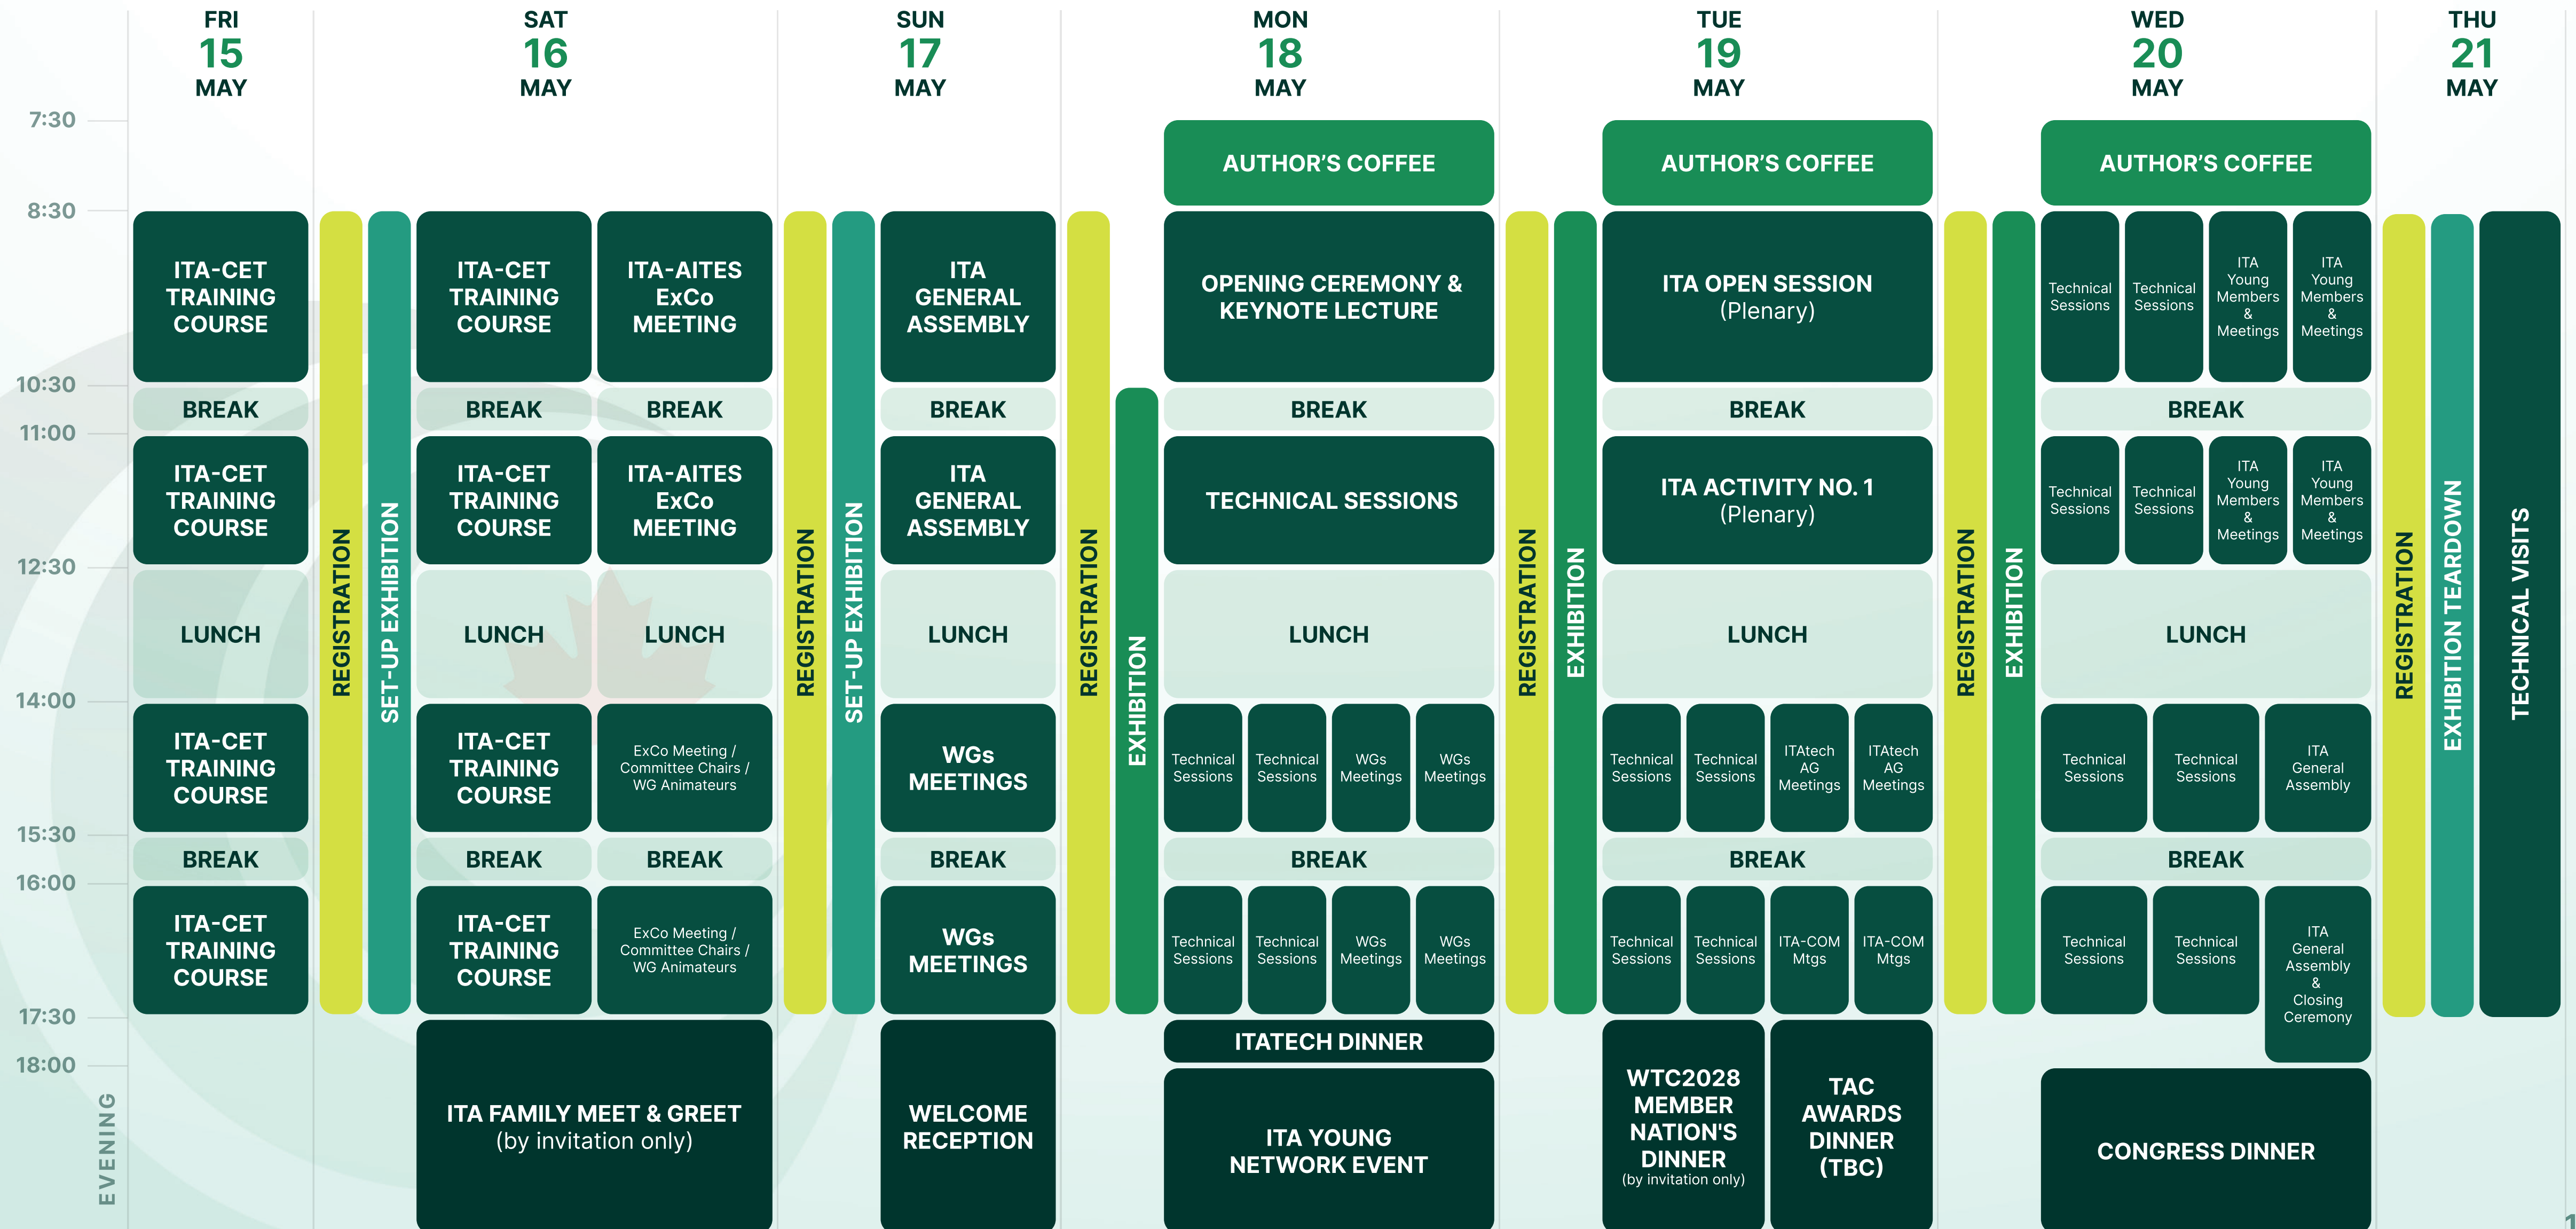 FRI
15
MAY
SAT
16
MAY
SUN
17
MAY
MON
18
MAY
TUE
19
MAY
WED
20
MAY
THU
21
MAY
7:30
8:30
10:30
11:00
12:30
14:00
15:30
16:00
17:30
18:00
EVENING
ITA-CET
TRAINING
COURSE
BREAK
ITA-CET
TRAINING
COURSE
LUNCH
ITA-CET
TRAINING
COURSE
BREAK
ITA-CET
TRAINING
COURSE
REGISTRATION
SET-UP EXHIBITION
ITA-CET
TRAINING
COURSE
BREAK
ITA-CET
TRAINING
COURSE
LUNCH
ITA-CET
TRAINING
COURSE
BREAK
ITA-CET
TRAINING
COURSE
ITA-AITES
ExCo
MEETING
BREAK
ITA-AITES
ExCo
MEETING
LUNCH
ExCo Meeting /
Committee Chairs /
WG Animateurs
BREAK
ExCo Meeting /
Committee Chairs /
WG Animateurs
ITA FAMILY MEET & GREET
(by invitation only)
REGISTRATION
SET-UP EXHIBITION
ITA
GENERAL
ASSEMBLY
BREAK
ITA
GENERAL
ASSEMBLY
LUNCH
WGs
MEETINGS
BREAK
WGs
MEETINGS
WELCOME
RECEPTION
REGISTRATION
EXHIBITION
AUTHOR’S COFFEE
OPENING CEREMONY &
KEYNOTE LECTURE
BREAK
TECHNICAL SESSIONS
LUNCH
Technical
Sessions
Technical
Sessions
WGs
Meetings
WGs
Meetings
BREAK
Technical
Sessions
Technical
Sessions
WGs
Meetings
WGs
Meetings
ITATECH DINNER
ITA YOUNG
NETWORK EVENT
REGISTRATION
EXHIBITION
AUTHOR’S COFFEE
ITA OPEN SESSION
(Plenary)
BREAK
ITA ACTIVITY NO. 1
(Plenary)
LUNCH
Technical
Sessions
Technical
Sessions
ITAtech
AG
Meetings
ITAtech
AG
Meetings
BREAK
Technical
Sessions
Technical
Sessions
ITA-COM
Mtgs
ITA-COM
Mtgs
WTC2028
MEMBER
NATION'S
DINNER
(by invitation only)
TAC
AWARDS
DINNER
(TBC)
REGISTRATION
EXHIBITION
AUTHOR’S COFFEE
Technical
Sessions
Technical
Sessions
ITA
Young
Members
&
Meetings
ITA
Young
Members
&
Meetings
BREAK
Technical
Sessions
Technical
Sessions
ITA
Young
Members
&
Meetings
ITA
Young
Members
&
Meetings
LUNCH
Technical
Sessions
Technical
Sessions
ITA
General
Assembly
BREAK
Technical
Sessions
Technical
Sessions
ITA
General
Assembly
&
Closing
Ceremony
CONGRESS DINNER
REGISTRATION
EXHIBITION TEARDOWN
TECHNICAL VISITS